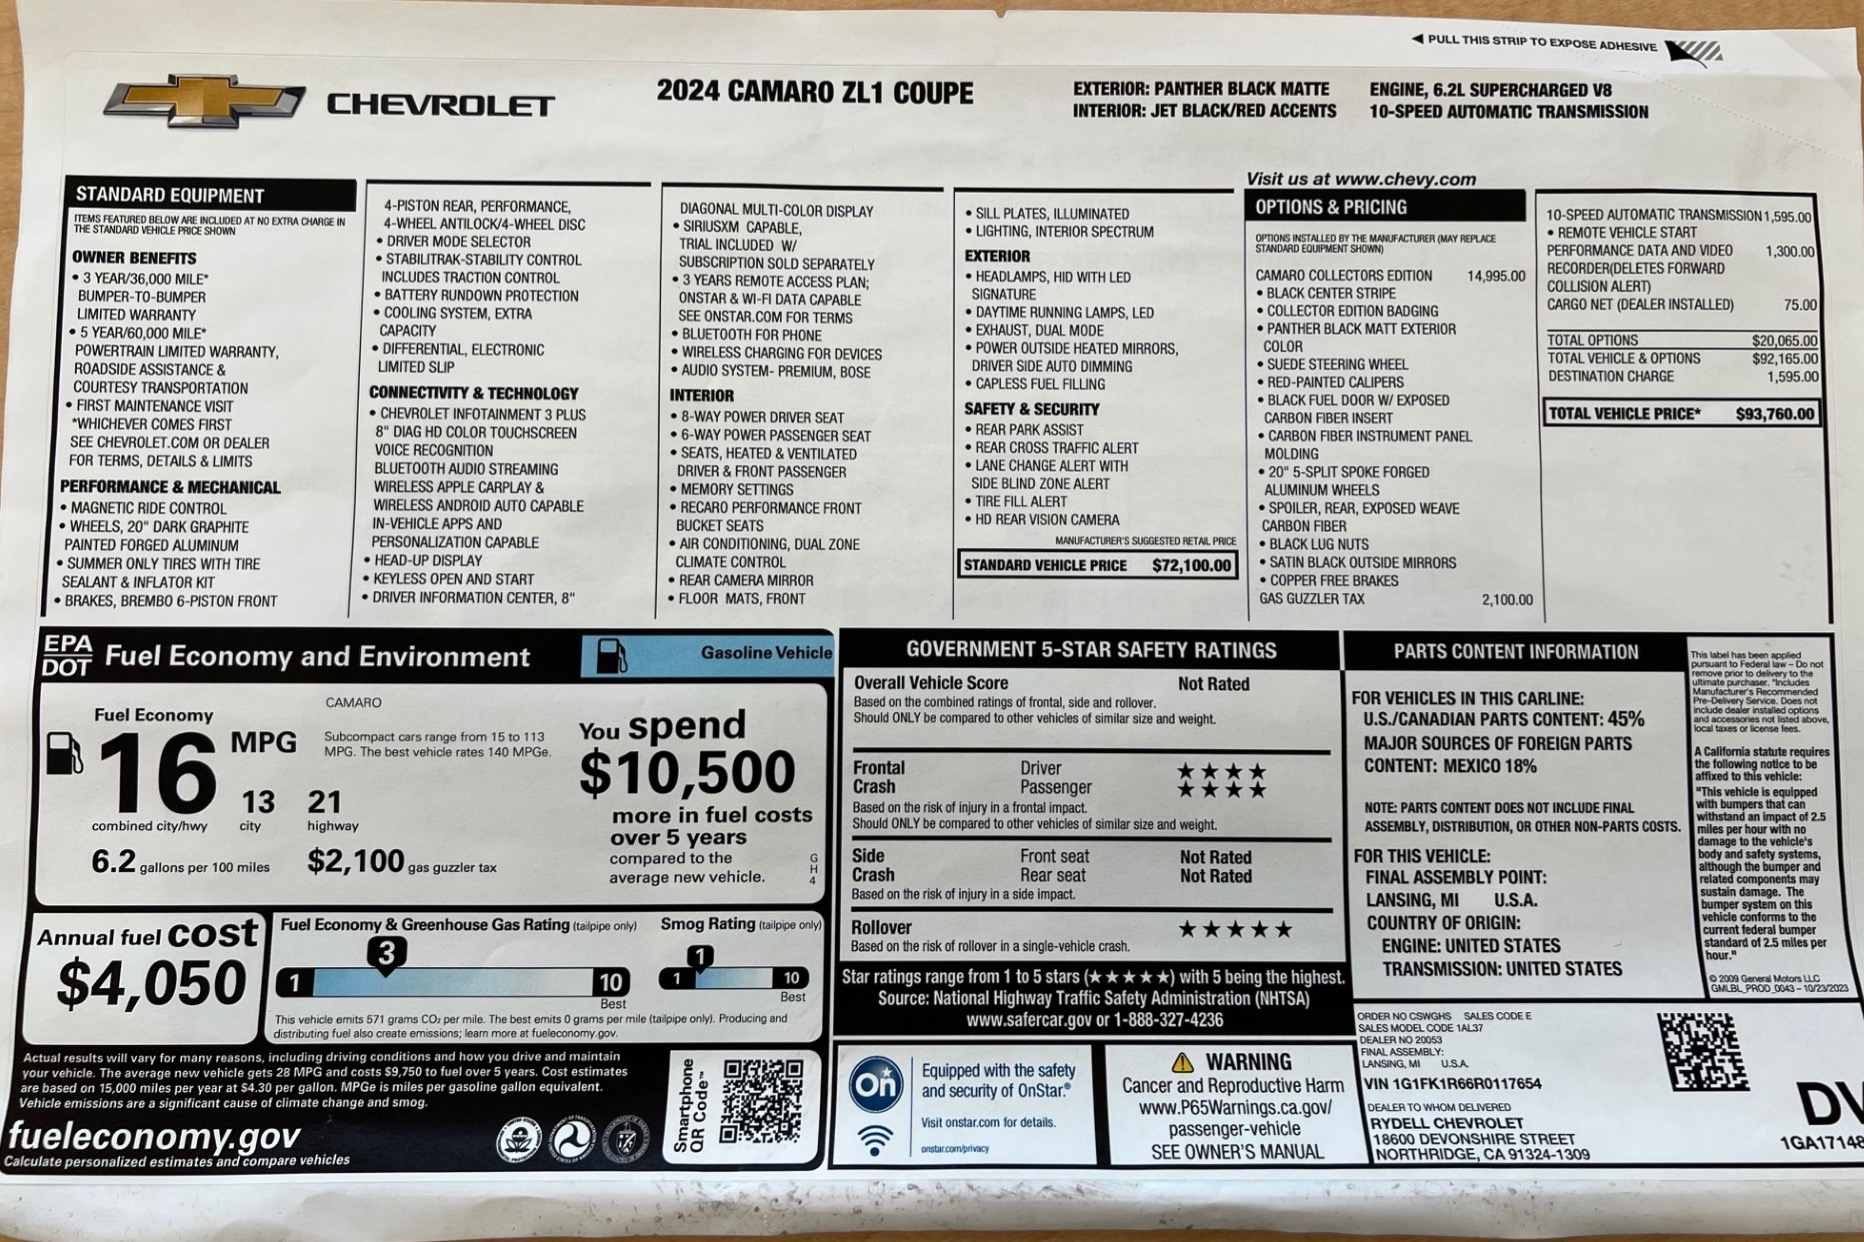 ◀ PULL THIS STRIP TO EXPOSE ADHESIVE
CHEVROLET
2024 CAMARO ZL1 COUPE
EXTERIOR: PANTHER BLACK MATTE
INTERIOR: JET BLACK/RED ACCENTS
ENGINE, 6.2L SUPERCHARGED V8
10-SPEED AUTOMATIC TRANSMISSION
STANDARD EQUIPMENT
ITEMS FEATURED BELOW ARE INCLUDED AT NO EXTRA CHARGE IN
THE STANDARD VEHICLE PRICE SHOWN
OWNER BENEFITS
• 3 YEAR/36,000 MILE*
BUMPER-TO-BUMPER
LIMITED WARRANTY
• 5 YEAR/60,000 MILE*
POWERTRAIN LIMITED WARRANTY,
ROADSIDE ASSISTANCE &
COURTESY TRANSPORTATION
• FIRST MAINTENANCE VISIT
*WHICHEVER COMES FIRST
SEE CHEVROLET.COM OR DEALER
FOR TERMS, DETAILS & LIMITS
PERFORMANCE & MECHANICAL
• MAGNETIC RIDE CONTROL
• WHEELS, 20" DARK GRAPHITE
PAINTED FORGED ALUMINUM
• SUMMER ONLY TIRES WITH TIRE
SEALANT & INFLATOR KIT
• BRAKES, BREMBO 6-PISTON FRONT
4-PISTON REAR, PERFORMANCE,
4-WHEEL ANTILOCK/4-WHEEL DISC
• DRIVER MODE SELECTOR
• STABILITRAK-STABILITY CONTROL
INCLUDES TRACTION CONTROL
• BATTERY RUNDOWN PROTECTION
• COOLING SYSTEM, EXTRA
CAPACITY
• DIFFERENTIAL, ELECTRONIC
LIMITED SLIP
CONNECTIVITY & TECHNOLOGY
• CHEVROLET INFOTAINMENT 3 PLUS
8" DIAG HD COLOR TOUCHSCREEN
VOICE RECOGNITION
BLUETOOTH AUDIO STREAMING
WIRELESS APPLE CARPLAY &
WIRELESS ANDROID AUTO CAPABLE
IN-VEHICLE APPS AND
PERSONALIZATION CAPABLE
• HEAD-UP DISPLAY
• KEYLESS OPEN AND START
• DRIVER INFORMATION CENTER, 8"
DIAGONAL MULTI-COLOR DISPLAY
• SIRIUSXM CAPABLE,
TRIAL INCLUDED W/
SUBSCRIPTION SOLD SEPARATELY
• 3 YEARS REMOTE ACCESS PLAN;
ONSTAR & WI-FI DATA CAPABLE
SEE ONSTAR.COM FOR TERMS
• BLUETOOTH FOR PHONE
• WIRELESS CHARGING FOR DEVICES
• AUDIO SYSTEM- PREMIUM, BOSE
INTERIOR
• 8-WAY POWER DRIVER SEAT
• 6-WAY POWER PASSENGER SEAT
• SEATS, HEATED & VENTILATED
DRIVER & FRONT PASSENGER
• MEMORY SETTINGS
• RECARO PERFORMANCE FRONT
BUCKET SEATS
• AIR CONDITIONING, DUAL ZONE
CLIMATE CONTROL
• REAR CAMERA MIRROR
• FLOOR MATS, FRONT
• SILL PLATES, ILLUMINATED
• LIGHTING, INTERIOR SPECTRUM
EXTERIOR
• HEADLAMPS, HID WITH LED
SIGNATURE
• DAYTIME RUNNING LAMPS, LED
• EXHAUST, DUAL MODE
• POWER OUTSIDE HEATED MIRRORS,
DRIVER SIDE AUTO DIMMING
• CAPLESS FUEL FILLING
SAFETY & SECURITY
• REAR PARK ASSIST
• REAR CROSS TRAFFIC ALERT
• LANE CHANGE ALERT WITH
SIDE BLIND ZONE ALERT
• TIRE FILL ALERT
• HD REAR VISION CAMERA
MANUFACTURER'S SUGGESTED RETAIL PRICE
STANDARD VEHICLE PRICE $72,100.00
Visit us at www.chevy.com
OPTIONS & PRICING
OPTIONS INSTALLED BY THE MANUFACTURER (MAY REPLACE
STANDARD EQUIPMENT SHOWN)
CAMARO COLLECTORS EDITION 14,995.00
• BLACK CENTER STRIPE
• COLLECTOR EDITION BADGING
• PANTHER BLACK MATT EXTERIOR
COLOR
• SUEDE STEERING WHEEL
• RED-PAINTED CALIPERS
• BLACK FUEL DOOR W/ EXPOSED
CARBON FIBER INSERT
• CARBON FIBER INSTRUMENT PANEL
MOLDING
• 20" 5-SPLIT SPOKE FORGED
ALUMINUM WHEELS
• SPOILER, REAR, EXPOSED WEAVE
CARBON FIBER
• BLACK LUG NUTS
• SATIN BLACK OUTSIDE MIRRORS
• COPPER FREE BRAKES
GAS GUZZLER TAX 2,100.00
10-SPEED AUTOMATIC TRANSMISSION 1,595.00
• REMOTE VEHICLE START
PERFORMANCE DATA AND VIDEO 1,300.00
RECORDER(DELETES FORWARD
COLLISION ALERT)
CARGO NET (DEALER INSTALLED) 75.00
TOTAL OPTIONS $20,065.00
TOTAL VEHICLE & OPTIONS $92,165.00
DESTINATION CHARGE 1,595.00
TOTAL VEHICLE PRICE* $93,760.00
EPA
DOT
Fuel Economy and Environment
Gasoline Vehicle
Fuel Economy
16 MPG
combined city/hwy
13
city
21
highway
6.2 gallons per 100 miles
$2,100 gas guzzler tax
CAMARO
Subcompact cars range from 15 to 113
MPG. The best vehicle rates 140 MPGe.
You spend
$10,500
more in fuel costs
over 5 years
compared to the
average new vehicle.
G
H
4
Annual fuel cost
$4,050
Fuel Economy & Greenhouse Gas Rating (tailpipe only)
3
1
10
Best
Smog Rating (tailpipe only)
1
1
10
Best
This vehicle emits 571 grams CO₂ per mile. The best emits 0 grams per mile (tailpipe only). Producing and
distributing fuel also create emissions; learn more at fueleconomy.gov.
Actual results will vary for many reasons, including driving conditions and how you drive and maintain
your vehicle. The average new vehicle gets 28 MPG and costs $9,750 to fuel over 5 years. Cost estimates
are based on 15,000 miles per year at $4.30 per gallon. MPGe is miles per gasoline gallon equivalent.
Vehicle emissions are a significant cause of climate change and smog.
fueleconomy.gov
Calculate personalized estimates and compare vehicles
Smartphone
QR Code™
GOVERNMENT 5-STAR SAFETY RATINGS
Overall Vehicle Score Not Rated
Based on the combined ratings of frontal, side and rollover.
Should ONLY be compared to other vehicles of similar size and weight.
Frontal Driver ★★★★
Crash Passenger ★★★★
Based on the risk of injury in a frontal impact.
Should ONLY be compared to other vehicles of similar size and weight.
Side Front seat Not Rated
Crash Rear seat Not Rated
Based on the risk of injury in a side impact.
Rollover ★★★★★
Based on the risk of rollover in a single-vehicle crash.
Star ratings range from 1 to 5 stars (★★★★★) with 5 being the highest.
Source: National Highway Traffic Safety Administration (NHTSA)
www.safercar.gov or 1-888-327-4236
On
Equipped with the safety
and security of OnStar®
Visit onstar.com for details.
onstar.com/privacy
WARNING
Cancer and Reproductive Harm
www.P65Warnings.ca.gov/
passenger-vehicle
SEE OWNER'S MANUAL
PARTS CONTENT INFORMATION
FOR VEHICLES IN THIS CARLINE:
U.S./CANADIAN PARTS CONTENT: 45%
MAJOR SOURCES OF FOREIGN PARTS
CONTENT: MEXICO 18%
NOTE: PARTS CONTENT DOES NOT INCLUDE FINAL
ASSEMBLY, DISTRIBUTION, OR OTHER NON-PARTS COSTS.
FOR THIS VEHICLE:
FINAL ASSEMBLY POINT:
LANSING, MI U.S.A.
COUNTRY OF ORIGIN:
ENGINE: UNITED STATES
TRANSMISSION: UNITED STATES
This label has been applied
pursuant to Federal law – Do not
remove prior to delivery to the
ultimate purchaser. *Includes
Manufacturer's Recommended
Pre-Delivery Service. Does not
include dealer installed options
and accessories not listed above,
local taxes or license fees.
A California statute requires
the following notice to be
affixed to this vehicle:
"This vehicle is equipped
with bumpers that can
withstand an impact of 2.5
miles per hour with no
damage to the vehicle's
body and safety systems,
although the bumper and
related components may
sustain damage. The
bumper system on this
vehicle conforms to the
current federal bumper
standard of 2.5 miles per
hour."
© 2009 General Motors LLC
GMLBL_PROD_0043 – 10/23/2023
ORDER NO CSWGHS SALES CODE E
SALES MODEL CODE 1AL37
DEALER NO 20053
FINAL ASSEMBLY:
LANSING, MI U.S.A.
VIN 1G1FK1R66R0117654
DEALER TO WHOM DELIVERED
RYDELL CHEVROLET
18600 DEVONSHIRE STREET
NORTHRIDGE, CA 91324-1309
DV
1GA17148